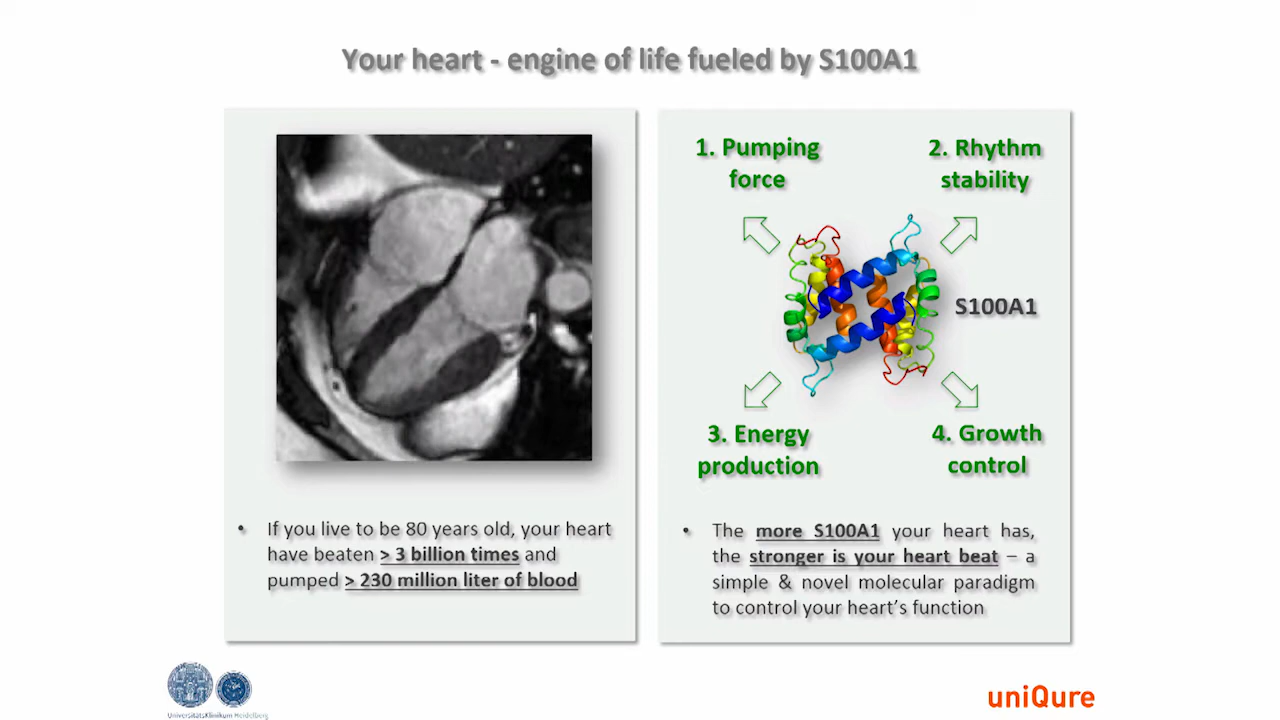 Your heart - engine of life fueled by S100A1
• If you live to be 80 years old, your heart
have beaten > 3 billion times and
pumped > 230 million liter of blood
1. Pumping
force
2. Rhythm
stability
S100A1
3. Energy
production
4. Growth
control
• The more S100A1 your heart has,
the stronger is your heart beat – a
simple & novel molecular paradigm
to control your heart's function
UniversitätsKlinikum Heidelberg
uniQure